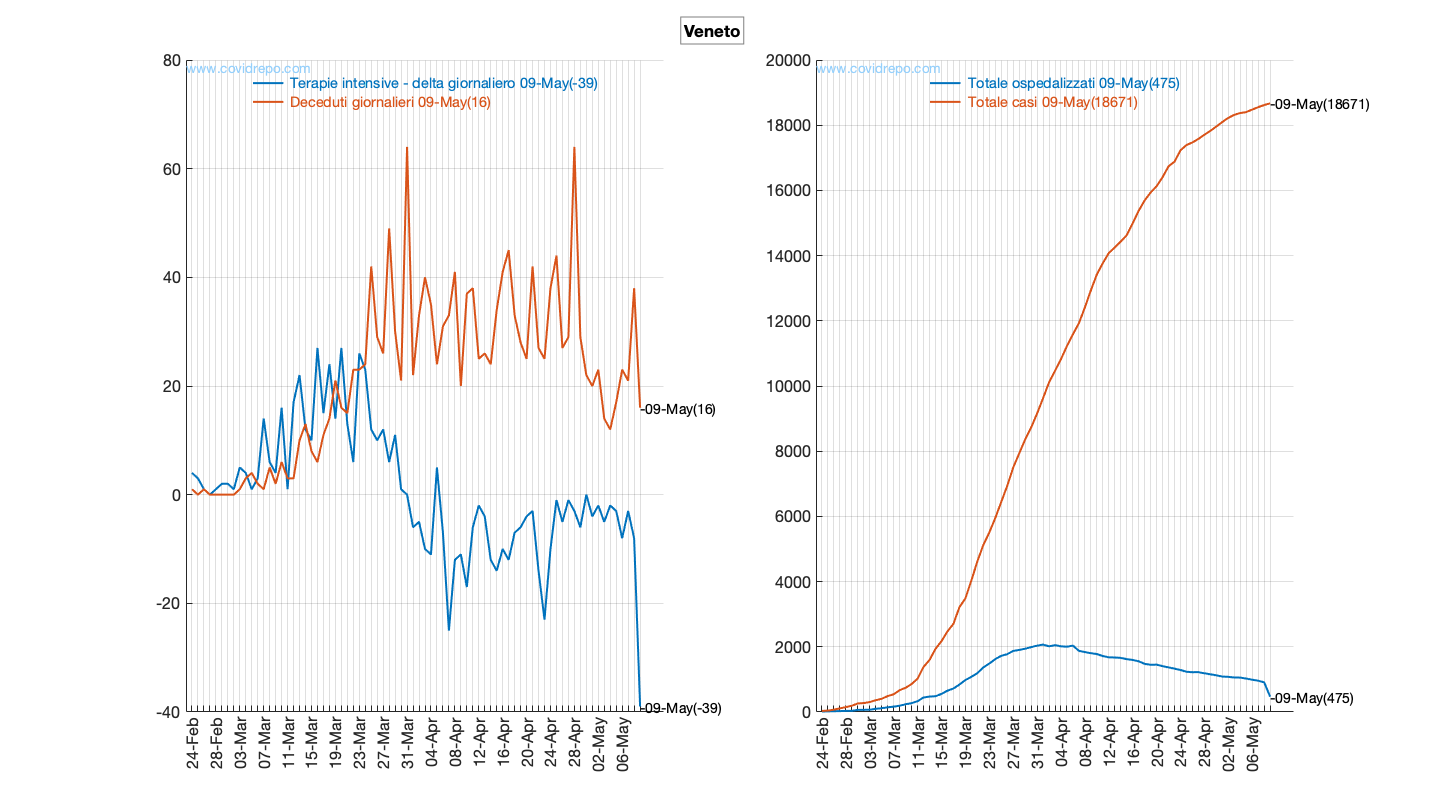 Veneto
www.covidrepo.com
Terapie intensive - delta giornaliero 09-May(-39)
Deceduti giornalieri 09-May(16)
80
60
40
20
0
-20
-40
-09-May(16)
-09-May(-39)
24-Feb
28-Feb
03-Mar
07-Mar
11-Mar
15-Mar
19-Mar
23-Mar
27-Mar
31-Mar
04-Apr
08-Apr
12-Apr
16-Apr
20-Apr
24-Apr
28-Apr
02-May
06-May
www.covidrepo.com
Totale ospedalizzati 09-May(475)
Totale casi 09-May(18671)
20000
18000
16000
14000
12000
10000
8000
6000
4000
2000
0
-09-May(18671)
-09-May(475)
24-Feb
28-Feb
03-Mar
07-Mar
11-Mar
15-Mar
19-Mar
23-Mar
27-Mar
31-Mar
04-Apr
08-Apr
12-Apr
16-Apr
20-Apr
24-Apr
28-Apr
02-May
06-May